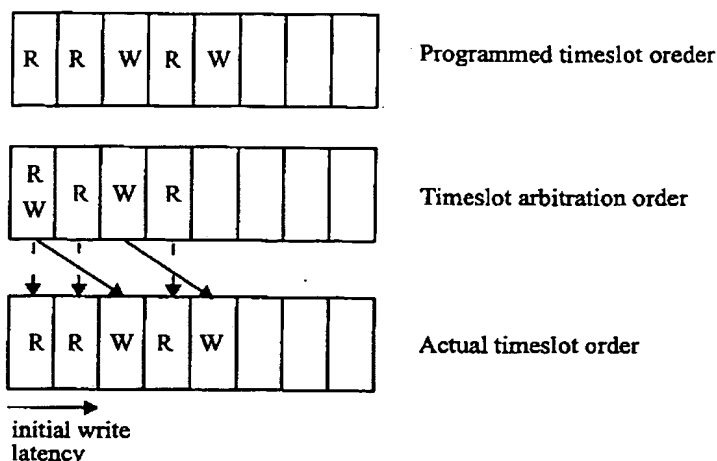 R R W R W
Programmed timeslot oreder
R
W R W R
Timeslot arbitration order
R R W R W
Actual timeslot order
initial write
latency